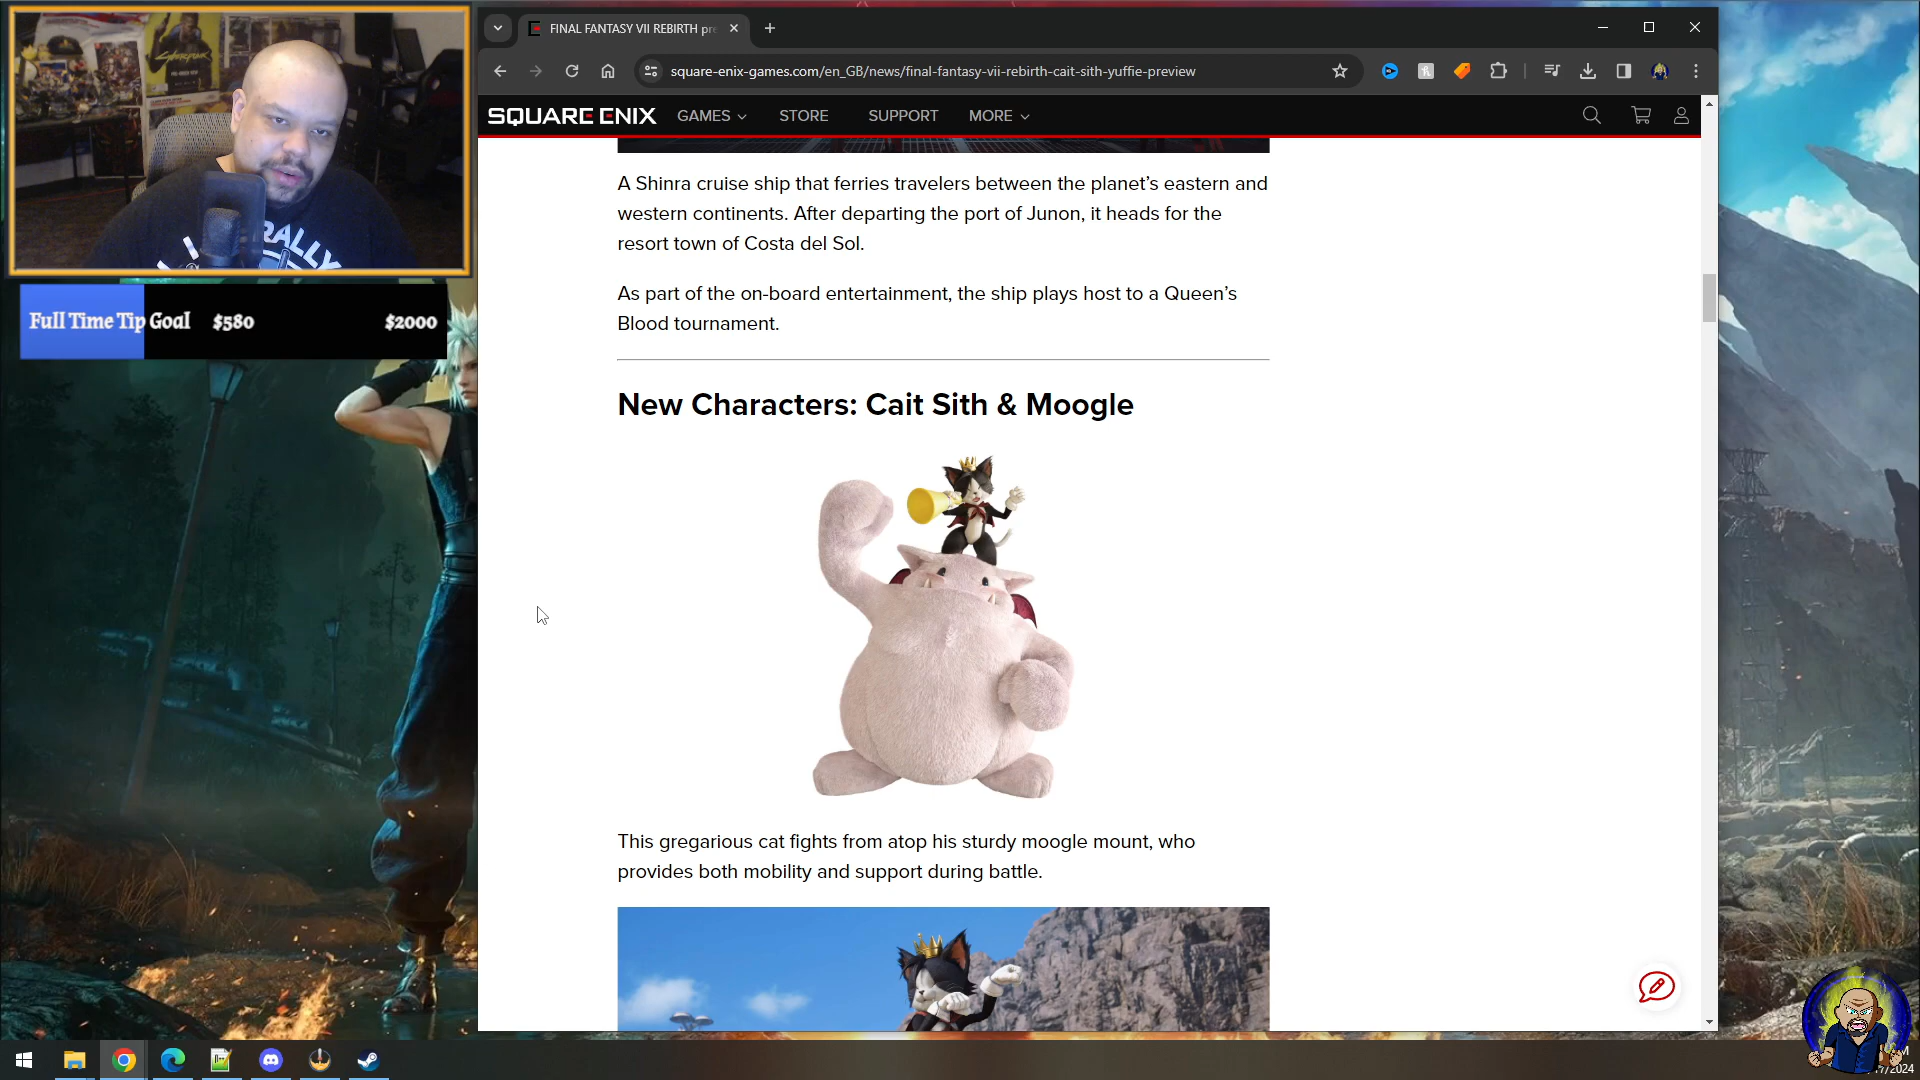 FINAL FANTASY VII REBIRTH pre
square-enix-games.com/en_GB/news/final-fantasy-vii-rebirth-cait-sith-yuffie-preview
SQUARE ENIX GAMES STORE SUPPORT MORE
RALLY
Full Time Tip Goal $580 $2000
A Shinra cruise ship that ferries travelers between the planet’s eastern and
western continents. After departing the port of Junon, it heads for the
resort town of Costa del Sol.
As part of the on-board entertainment, the ship plays host to a Queen’s
Blood tournament.
New Characters: Cait Sith & Moogle
This gregarious cat fights from atop his sturdy moogle mount, who
provides both mobility and support during battle.